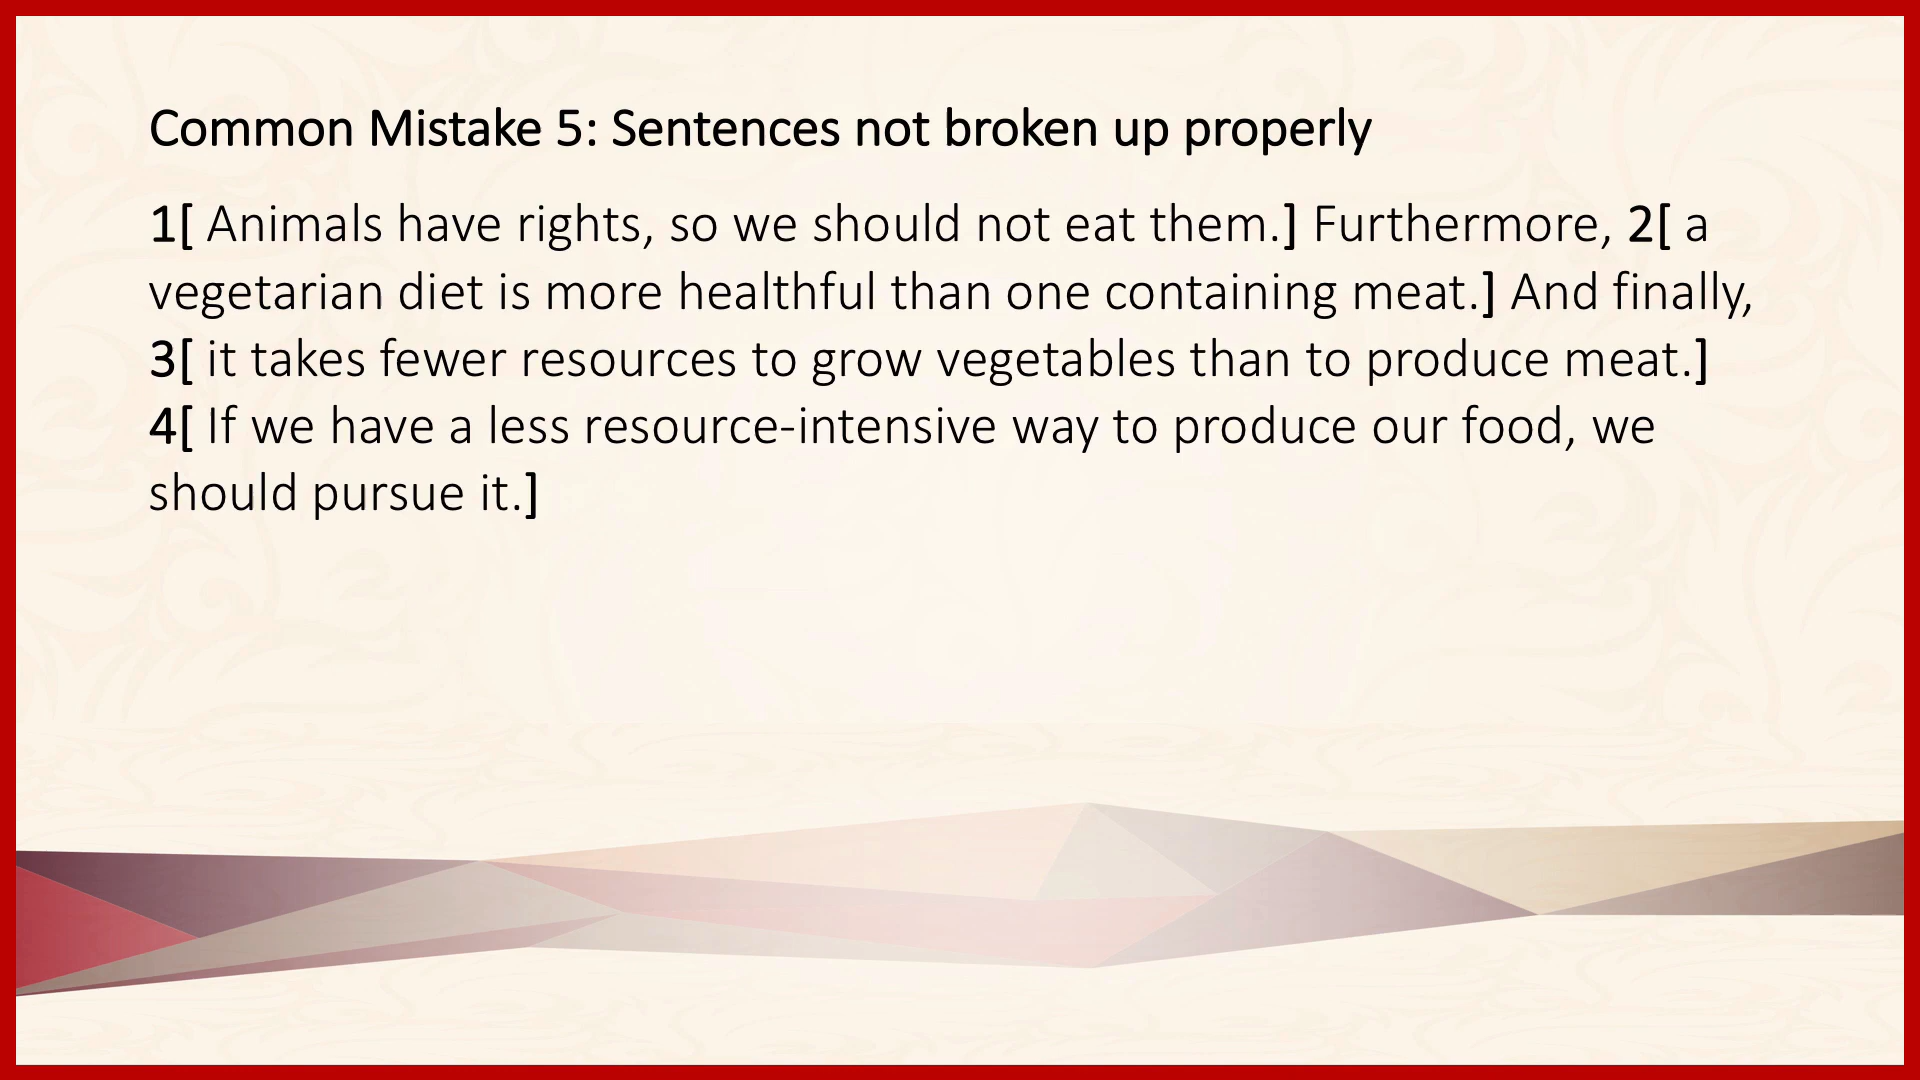 Common Mistake 5: Sentences not broken up properly
1[ Animals have rights, so we should not eat them.] Furthermore, 2[ a
vegetarian diet is more healthful than one containing meat.] And finally,
3[ it takes fewer resources to grow vegetables than to produce meat.]
4[ If we have a less resource-intensive way to produce our food, we
should pursue it.]